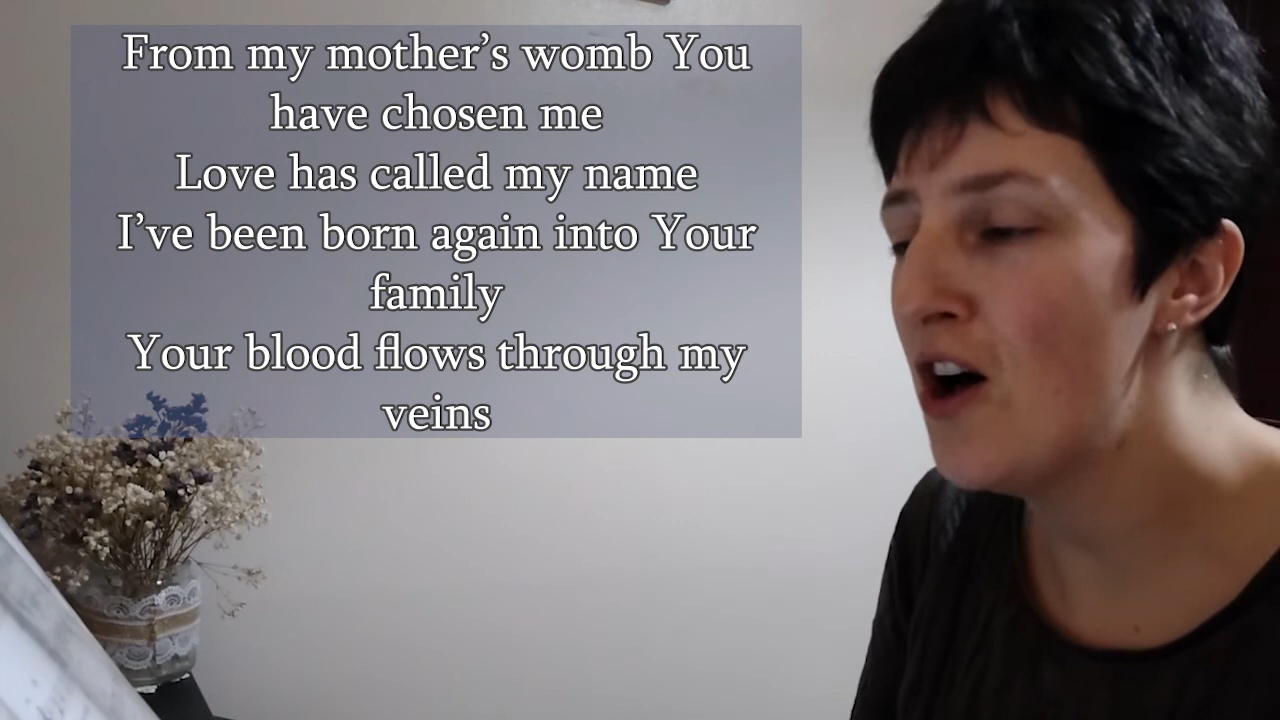 From my mother’s womb You
have chosen me
Love has called my name
I’ve been born again into Your
family
Your blood flows through my
veins